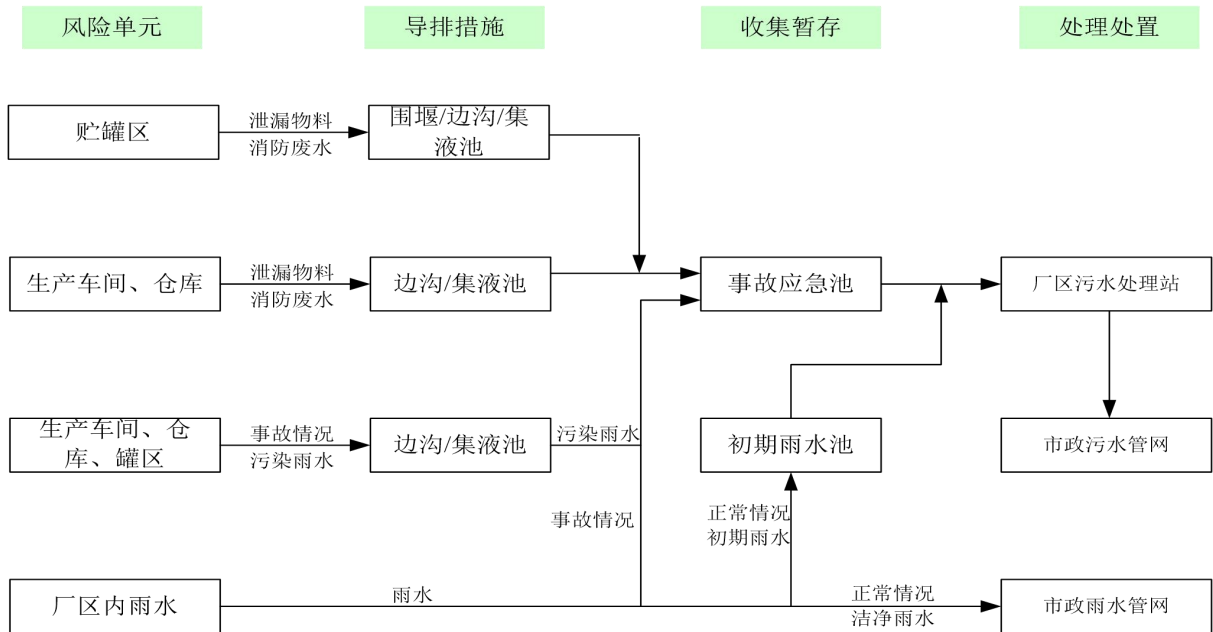 风险单元
导排措施
收集暂存
处理处置
贮罐区
泄漏物料
消防废水
围堰/边沟/集
液池
生产车间、仓库
泄漏物料
消防废水
边沟/集液池
事故应急池
厂区污水处理站
生产车间、仓
库、罐区
事故情况
污染雨水
边沟/集液池
污染雨水
初期雨水池
市政污水管网
事故情况
正常情况
初期雨水
厂区内雨水
雨水
正常情况
洁净雨水
市政雨水管网